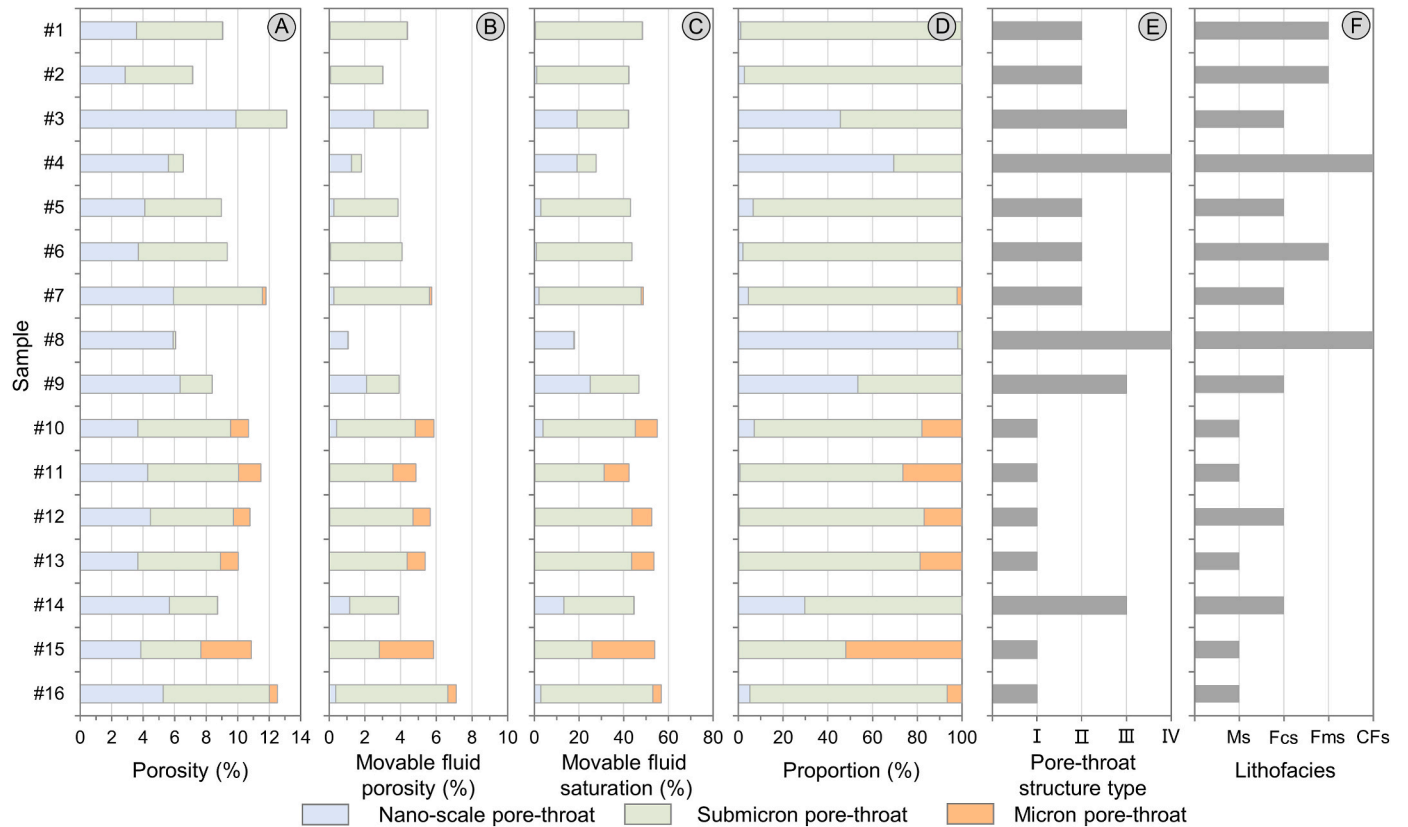 A B C D E F
Sample
#1
#2
#3
#4
#5
#6
#7
#8
#9
#10
#11
#12
#13
#14
#15
#16
0 2 4 6 8 10 12 14
0 2 4 6 8 10
0 20 40 60 80
0 20 40 60 80 100
I II III IV
Ms Fcs Fms CFs
Porosity (%)
Movable fluid
porosity (%)
Movable fluid
saturation (%)
Proportion (%)
Pore-throat
structure type
Lithofacies
Nano-scale pore-throat
Submicron pore-throat
Micron pore-throat